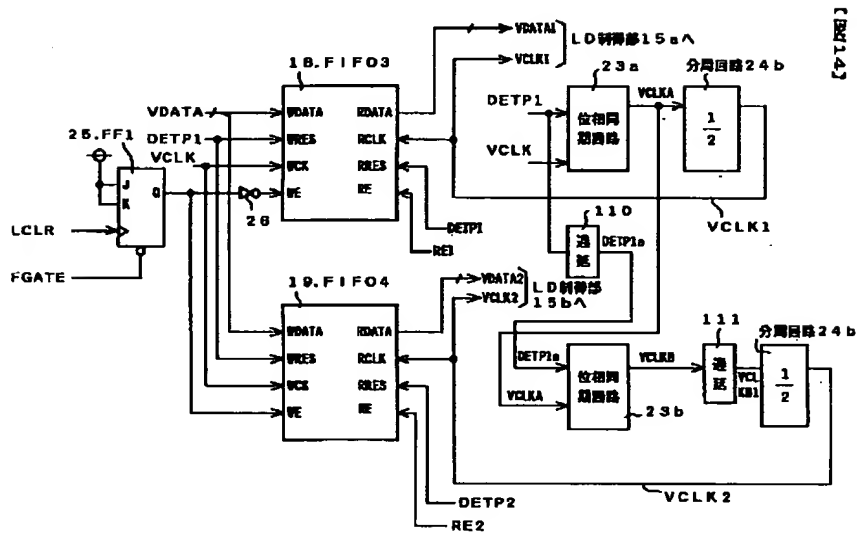 【図14】
VDATA1
LD制御部15aへ
VCLK1
18.FIFO3
VDATA
WDATA
RDATA
25.FF1
DETP1
WRES
RCLK
VCLK
WCK
RRES
WE
RE
J
K
Q
26
LCLR
FGATE
DETP1
RE1
23a
分周回路24b
DETP1
VCLK
位相同
期回路
VCLKA
1
2
VCLK1
110
遅
延
DETP1a
VDATA2
LD制御部
VCLK2
15bへ
19.FIFO4
WDATA
RDATA
WRES
RCLK
WCK
RRES
WE
RE
DETP1a
VCLKA
位相同
期回路
VCLKB
23b
111
遅
延
VCL
KB1
分周回路24b
1
2
DETP2
RE2
VCLK2